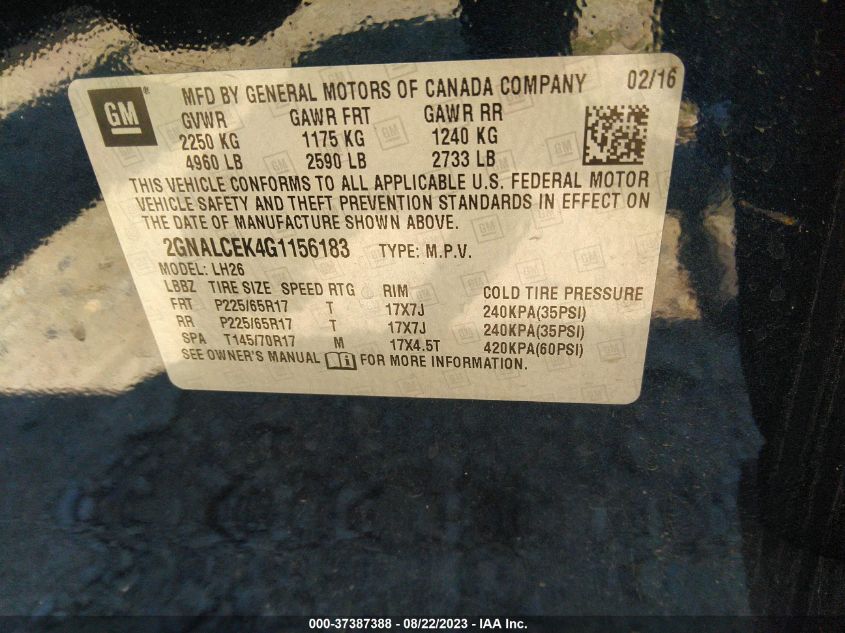 GM ® MFD BY GENERAL MOTORS OF CANADA COMPANY 02/16
GVWR GAWR FRT GAWR RR
2250 KG 1175 KG 1240 KG
4960 LB 2590 LB 2733 LB
THIS VEHICLE CONFORMS TO ALL APPLICABLE U.S. FEDERAL MOTOR
VEHICLE SAFETY AND THEFT PREVENTION STANDARDS IN EFFECT ON
THE DATE OF MANUFACTURE SHOWN ABOVE.
2GNALCEK4G1156183 TYPE: M.P.V.
MODEL: LH26
LBBZ TIRE SIZE SPEED RTG RIM COLD TIRE PRESSURE
FRT P225/65R17 T 17X7J 240KPA(35PSI)
RR P225/65R17 T 17X7J 240KPA(35PSI)
SPA T145/70R17 M 17X4.5T 420KPA(60PSI)
SEE OWNER'S MANUAL FOR MORE INFORMATION.
000-37387388 - 08/22/2023 - IAA Inc.